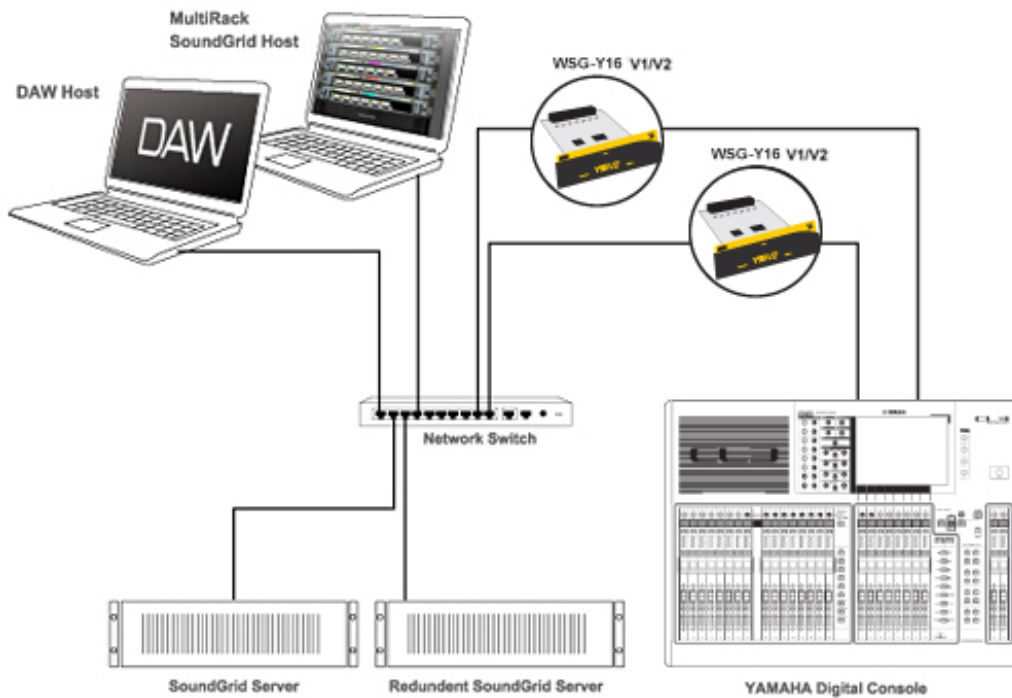 MultiRack
SoundGrid Host
DAW Host
DAW
WSG-Y16 V1/V2
WSG-Y16 V1/V2
Network Switch
YAMAHA
SoundGrid Server
Redundent SoundGrid Server
YAMAHA Digital Console